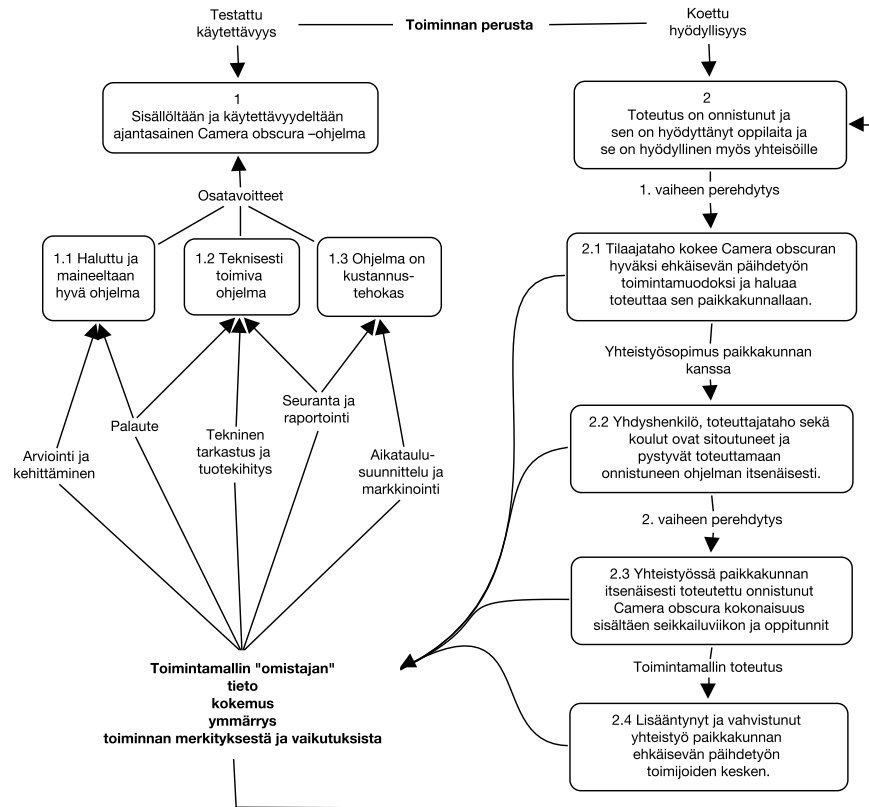 Testattu
käytettävyys
Toiminnan perusta
Koettu
hyödyllisyys
1
Sisällöltään ja käytettävyydeltään
ajantasainen Camera obscura –ohjelma
Osatavoitteet
1.1 Haluttu ja
maineeltaan
hyvä ohjelma
1.2 Teknisesti
toimiva
ohjelma
1.3 Ohjelma on
kustannus-
tehokas
Arviointi ja
kehittäminen
Palaute
Tekninen
tarkastus ja
tuotekihitys
Seuranta ja
raportointi
Aikataulu-
suunnittelu ja
markkinointi
Toimintamallin "omistajan"
tieto
kokemus
ymmärrys
toiminnan merkityksestä ja vaikutuksista
2
Toteutus on onnistunut ja
sen on hyödyttänyt oppilaita ja
se on hyödyllinen myös yhteisöille
1. vaiheen perehdytys
2.1 Tilaajataho kokee Camera obscuran
hyväksi ehkäisevän päihdetyön
toimintamuodoksi ja haluaa
toteuttaa sen paikkakunnallaan.
Yhteistyösopimus paikkakunnan
kanssa
2.2 Yhdyshenkilö, toteuttajataho sekä
koulut ovat sitoutuneet ja
pystyvät toteuttamaan
onnistuneen ohjelman itsenäisesti.
2. vaiheen perehdytys
2.3 Yhteistyössä paikkakunnan
itsenäisesti toteutettu onnistunut
Camera obscura kokonaisuus
sisältäen seikkailuviikon ja oppitunnit
Toimintamallin toteutus
2.4 Lisääntynyt ja vahvistunut
yhteistyö paikkakunnan
ehkäisevän päihdetyön
toimijoiden kesken.